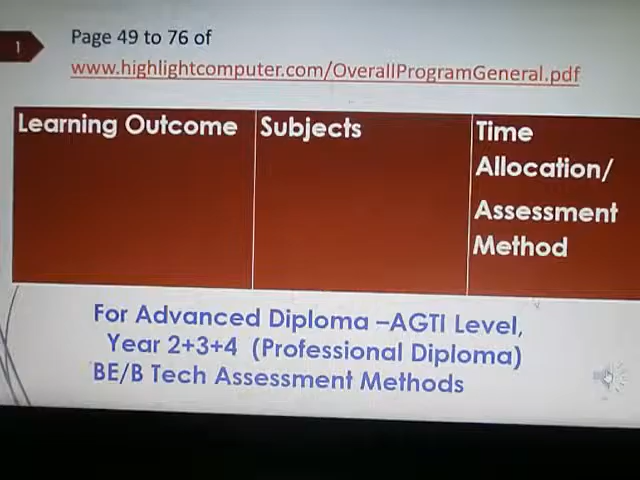 1
Page 49 to 76 of
www.highlightcomputer.com/OverallProgramGeneral.pdf
Learning Outcome
Subjects
Time
Allocation/
Assessment
Method
For Advanced Diploma –AGTI Level,
Year 2+3+4 (Professional Diploma)
BE/B Tech Assessment Methods